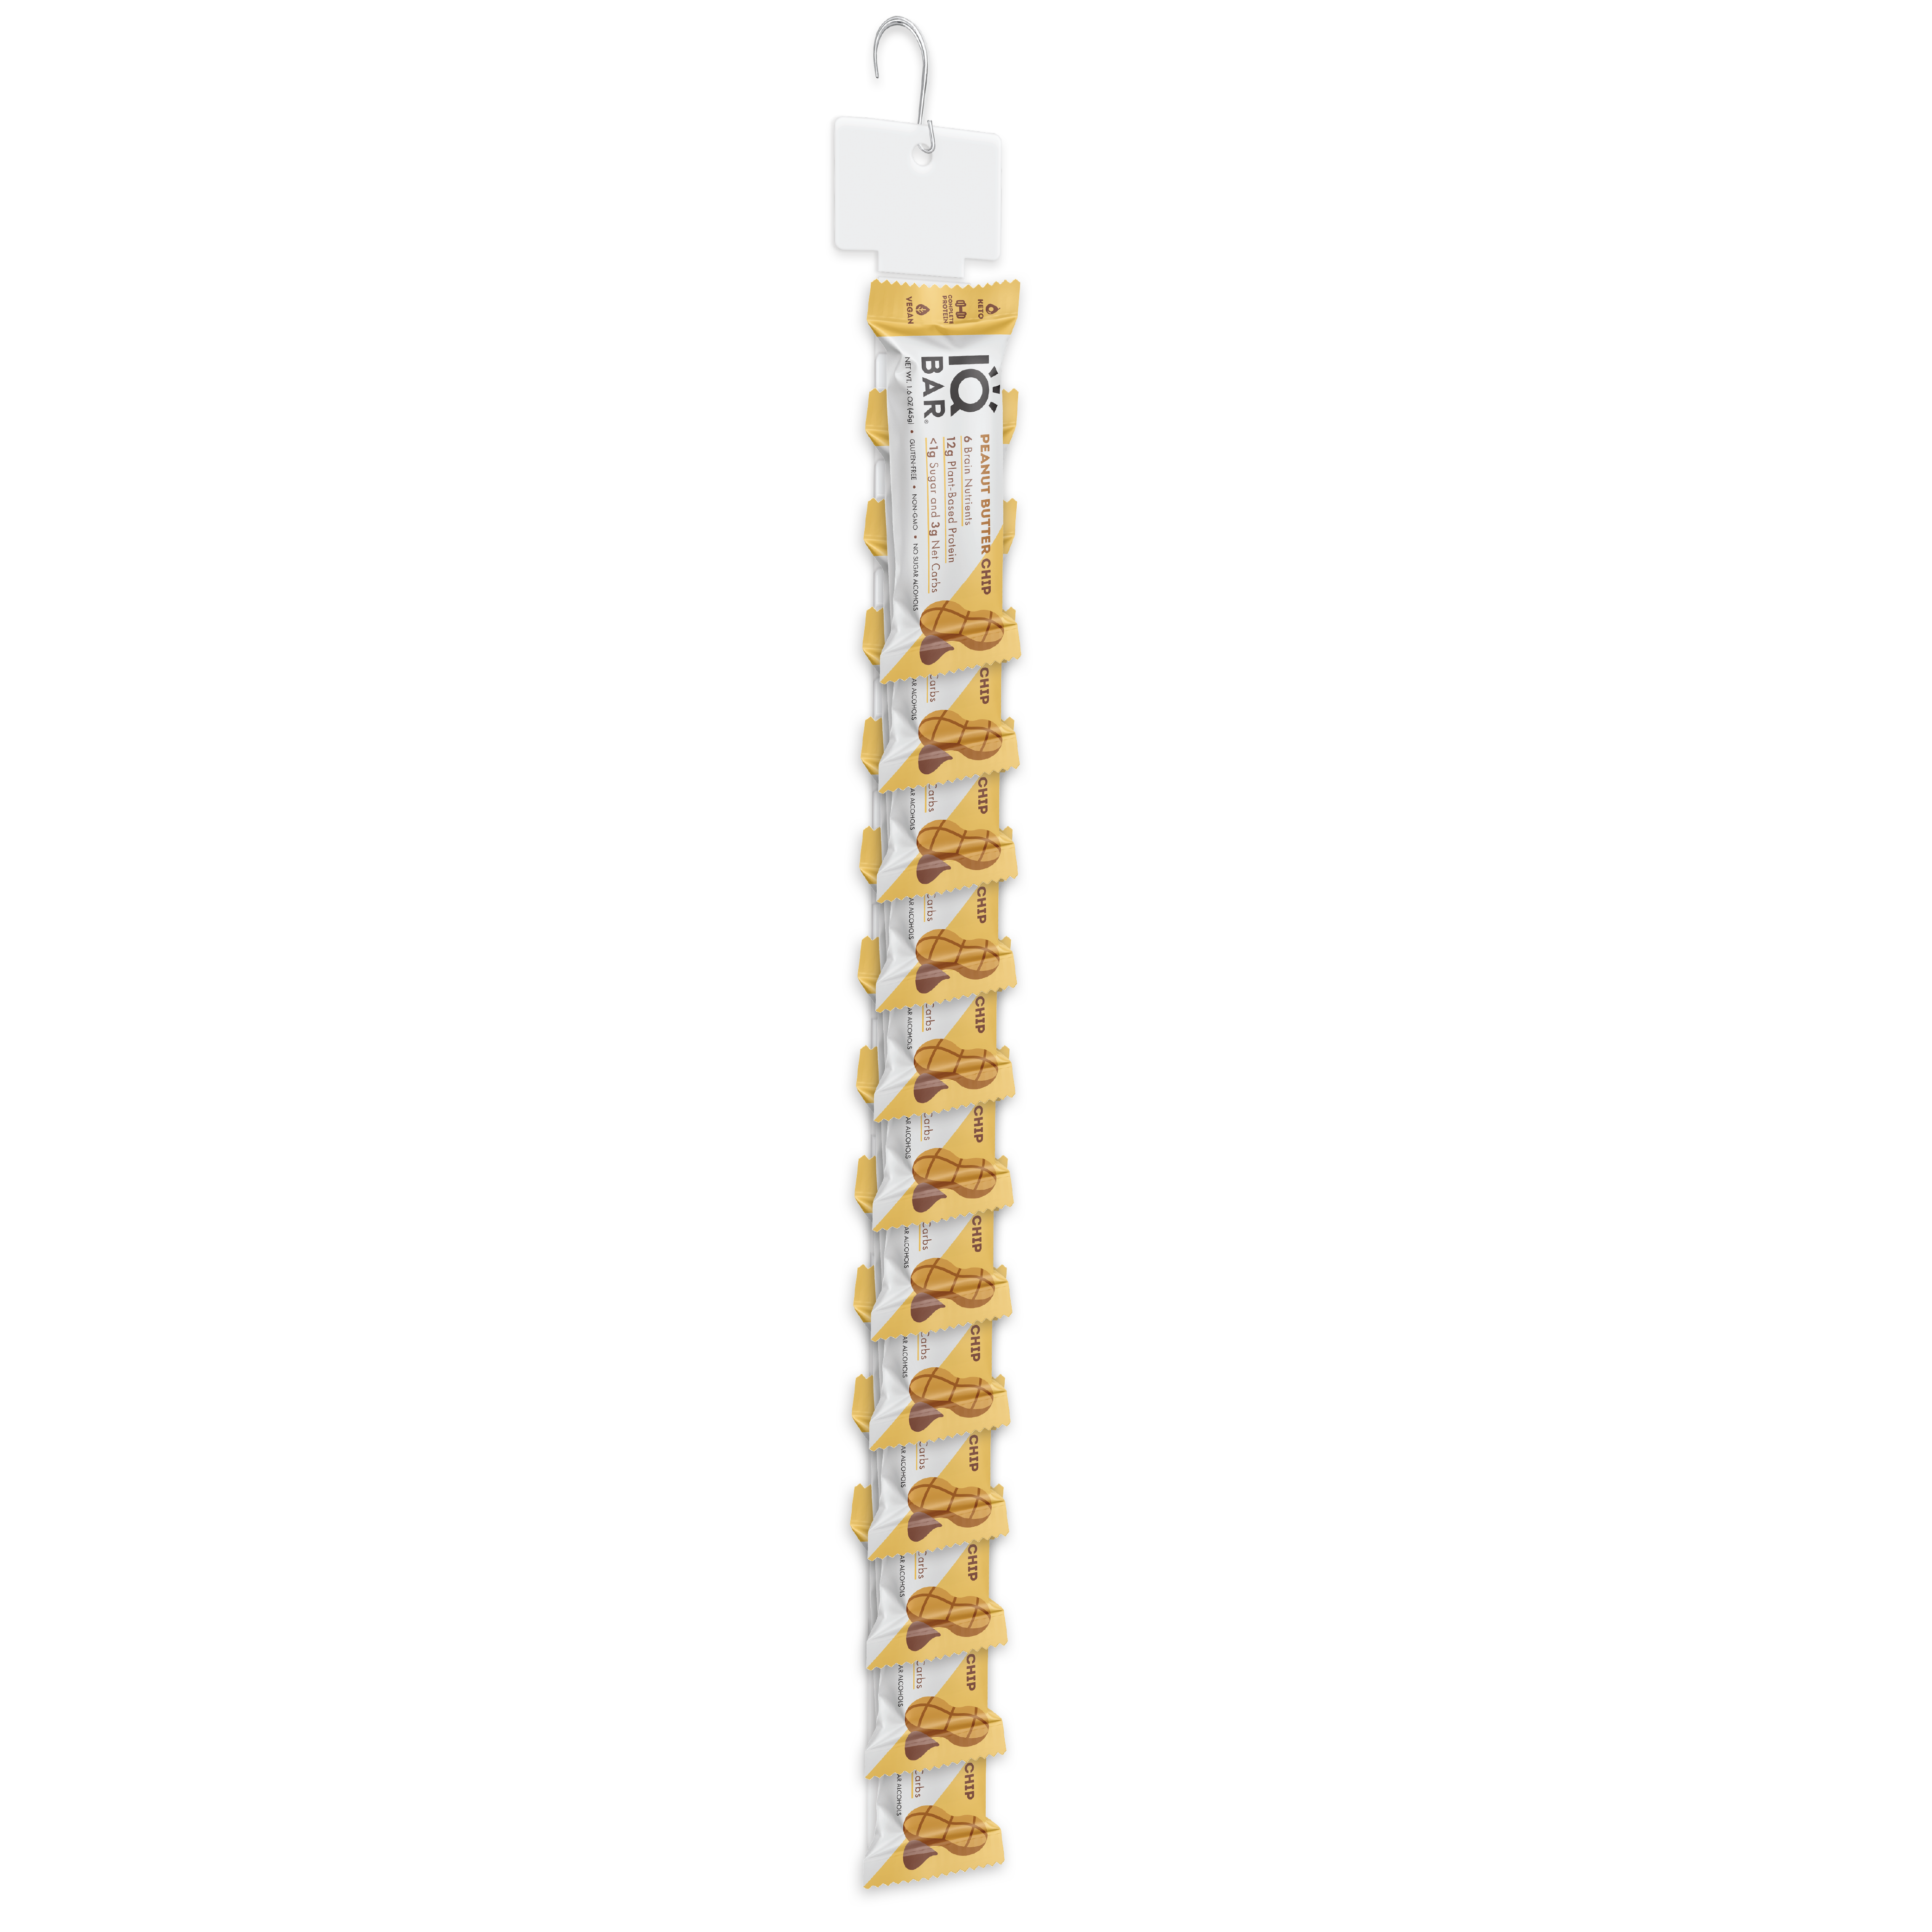 KETO
COMPLETE
PROTEIN
VEGAN
IQ
BAR®
PEANUT BUTTER CHIP
6 Brain Nutrients
12g Plant-Based Protein
<1g Sugar and 3g Net Carbs
NET WT. 1.6 OZ (45g) • GLUTEN-FREE • NON-GMO • NO SUGAR ALCOHOLS
CHIP
Carbs
AR ALCOHOLS
CHIP
Carbs
AR ALCOHOLS
CHIP
Carbs
AR ALCOHOLS
CHIP
Carbs
AR ALCOHOLS
CHIP
Carbs
AR ALCOHOLS
CHIP
Carbs
AR ALCOHOLS
CHIP
Carbs
AR ALCOHOLS
CHIP
Carbs
AR ALCOHOLS
CHIP
Carbs
AR ALCOHOLS
CHIP
Carbs
AR ALCOHOLS
CHIP
Carbs
AR ALCOHOLS